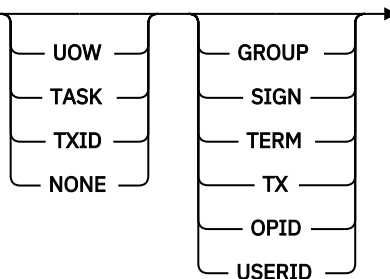 UOW
TASK
TXID
NONE
GROUP
SIGN
TERM
TX
OPID
USERID